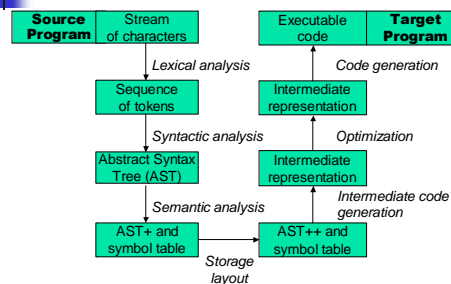 Source
Program
Stream
of characters
Lexical analysis
Sequence
of tokens
Syntactic analysis
Abstract Syntax
Tree (AST)
Semantic analysis
AST+ and
symbol table
Storage
layout
AST++ and
symbol table
Intermediate code
generation
Intermediate
representation
Optimization
Intermediate
representation
Code generation
Executable
code
Target
Program